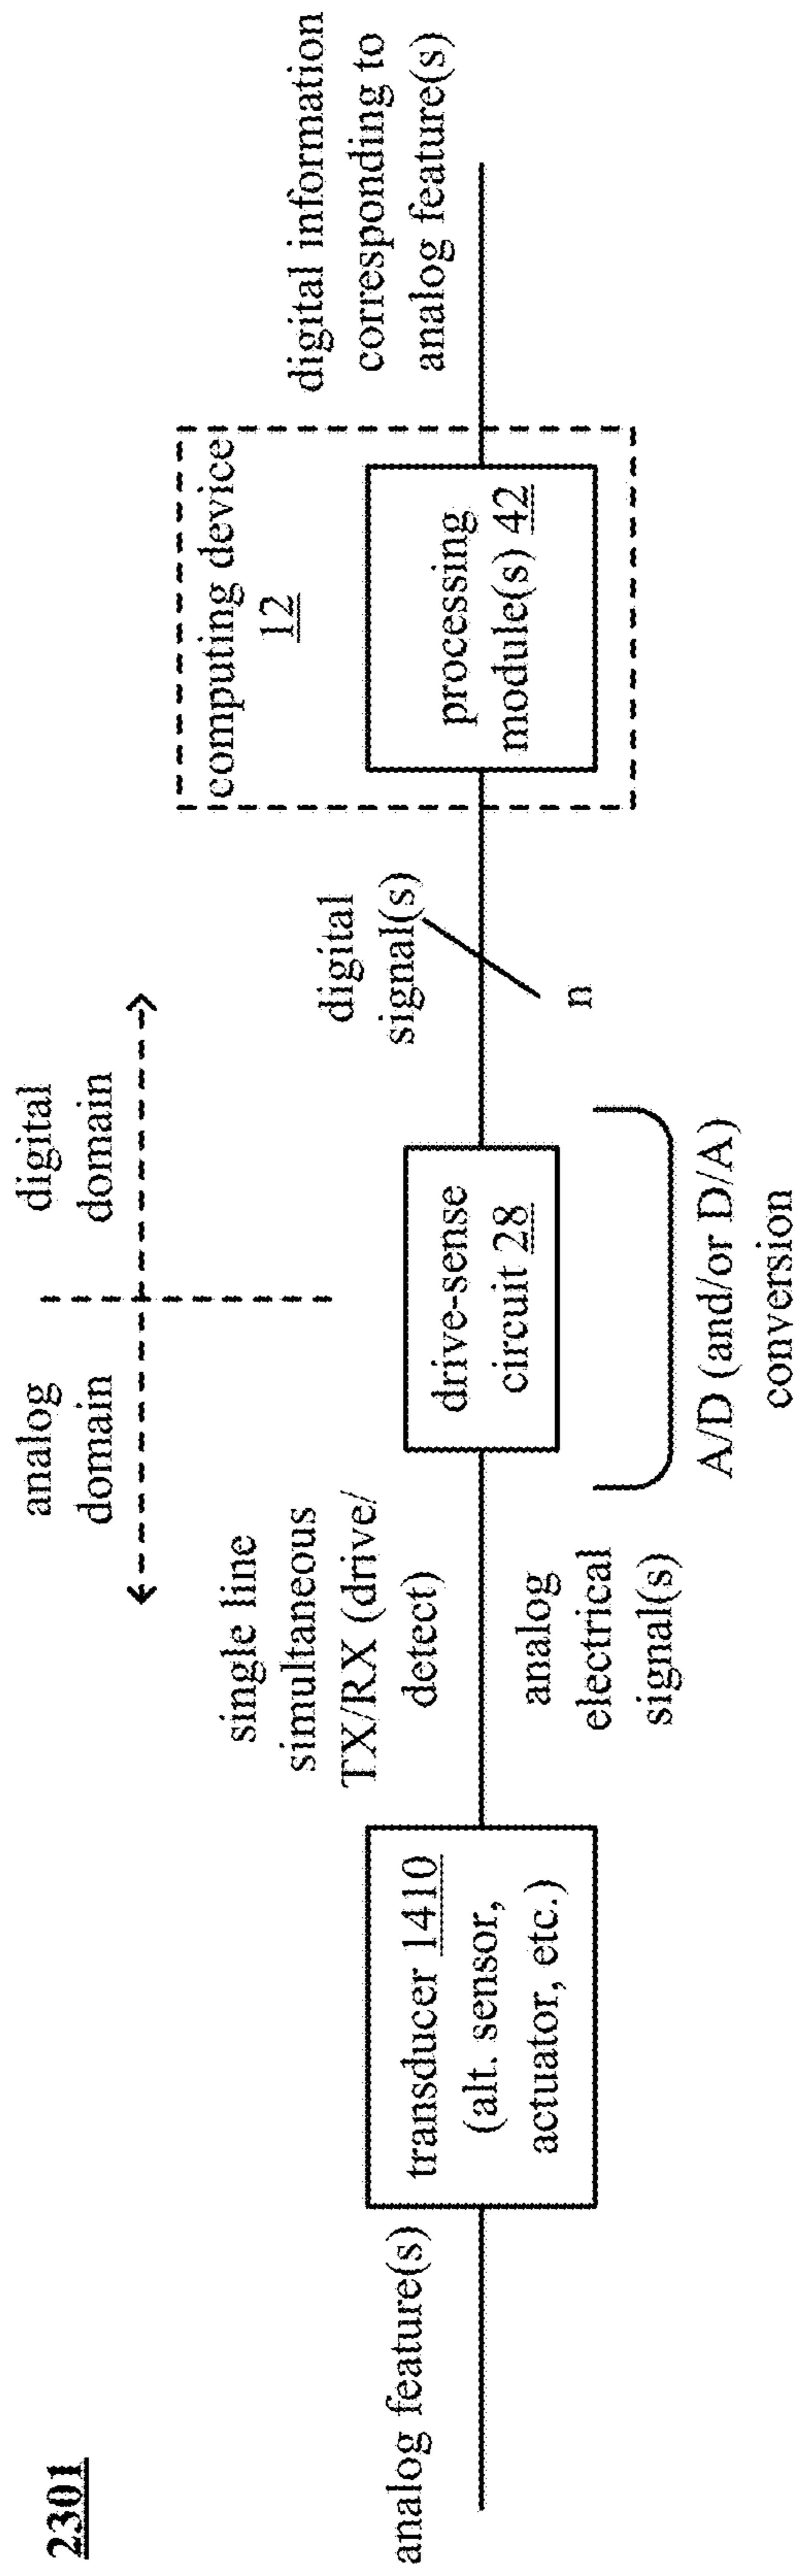 2301
analog
domain
digital
domain
analog feature(s)
transducer 1410
(alt. sensor,
actuator, etc.)
single line
simultaneous
TX/RX (drive/
detect)
analog
electrical
signal(s)
drive-sense
circuit 28
A/D (and/or D/A)
conversion
digital
signal(s)
n
computing device
12
processing
module(s) 42
digital information
corresponding to
analog feature(s)